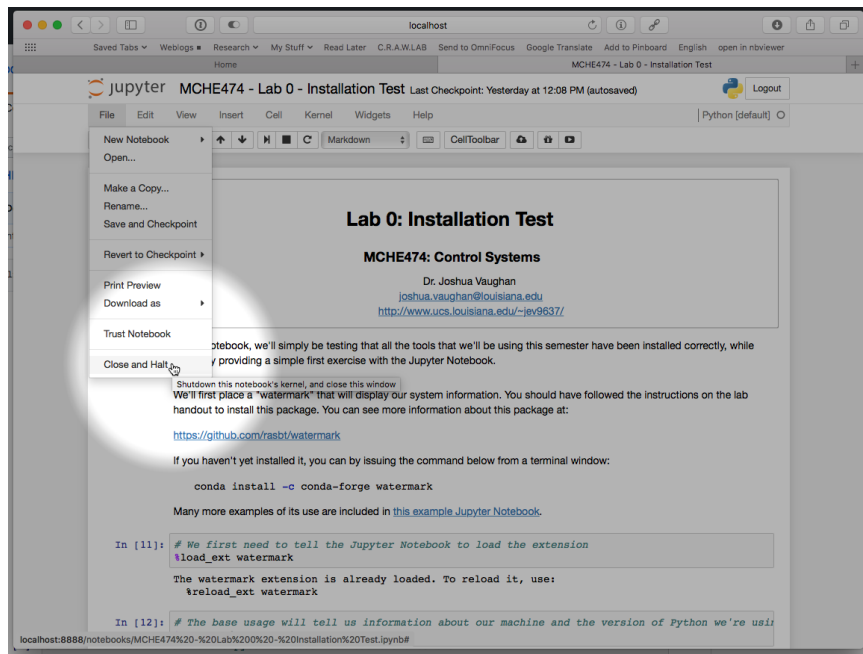 localhost
Saved Tabs Weblogs Research My Stuff Read Later C.R.A.W.LAB Send to OmniFocus Google Translate Add to Pinboard English open in nbviewer
Home MCHE474 - Lab 0 - Installation Test +
jupyter MCHE474 - Lab 0 - Installation Test Last Checkpoint: Yesterday at 12:08 PM (autosaved) Logout
File Edit View Insert Cell Kernel Widgets Help Python [default]
Markdown CellToolbar
New Notebook
Open...
Make a Copy...
Rename...
Save and Checkpoint
Revert to Checkpoint
Print Preview
Download as
Trust Notebook
Close and Halt
Shutdown this notebook's kernel, and close this window
Lab 0: Installation Test
MCHE474: Control Systems
Dr. Joshua Vaughan
joshua.vaughan@louisiana.edu
http://www.ucs.louisiana.edu/~jev9637/
otebook, we'll simply be testing that all the tools that we'll be using this semester have been installed correctly, while
y providing a simple first exercise with the Jupyter Notebook.
We'll first place a "watermark" that will display our system information. You should have followed the instructions on the lab
handout to install this package. You can see more information about this package at:
https://github.com/rasbt/watermark
If you haven't yet installed it, you can by issuing the command below from a terminal window:
conda install -c conda-forge watermark
Many more examples of its use are included in this example Jupyter Notebook.
In [11]: # We first need to tell the Jupyter Notebook to load the extension
%load_ext watermark
The watermark extension is already loaded. To reload it, use:
%reload_ext watermark
In [12]: # The base usage will tell us information about our machine and the version of Python we're usin
localhost:8888/notebooks/MCHE474%20-%20Lab%200%20-%20Installation%20Test.ipynb#